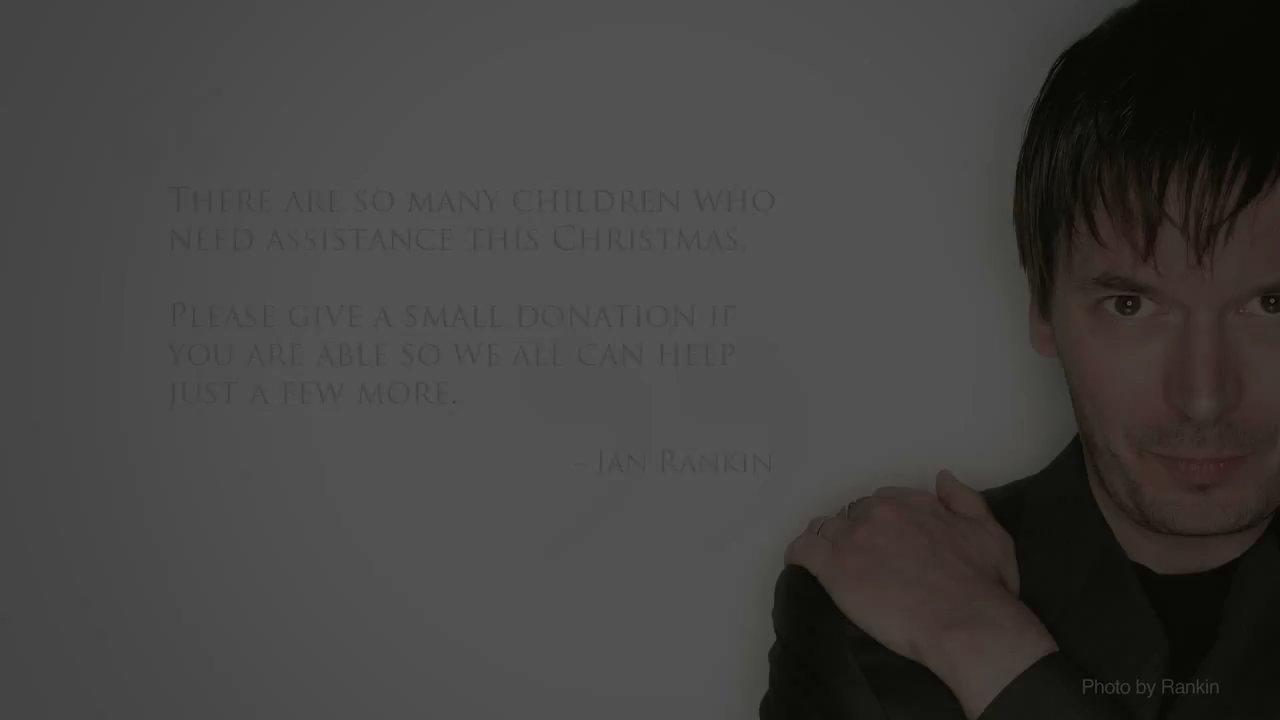 There are so many children who
need assistance this Christmas.
Please give a small donation if
you are able so we all can help
just a few more.
- Ian Rankin
Photo by Rankin